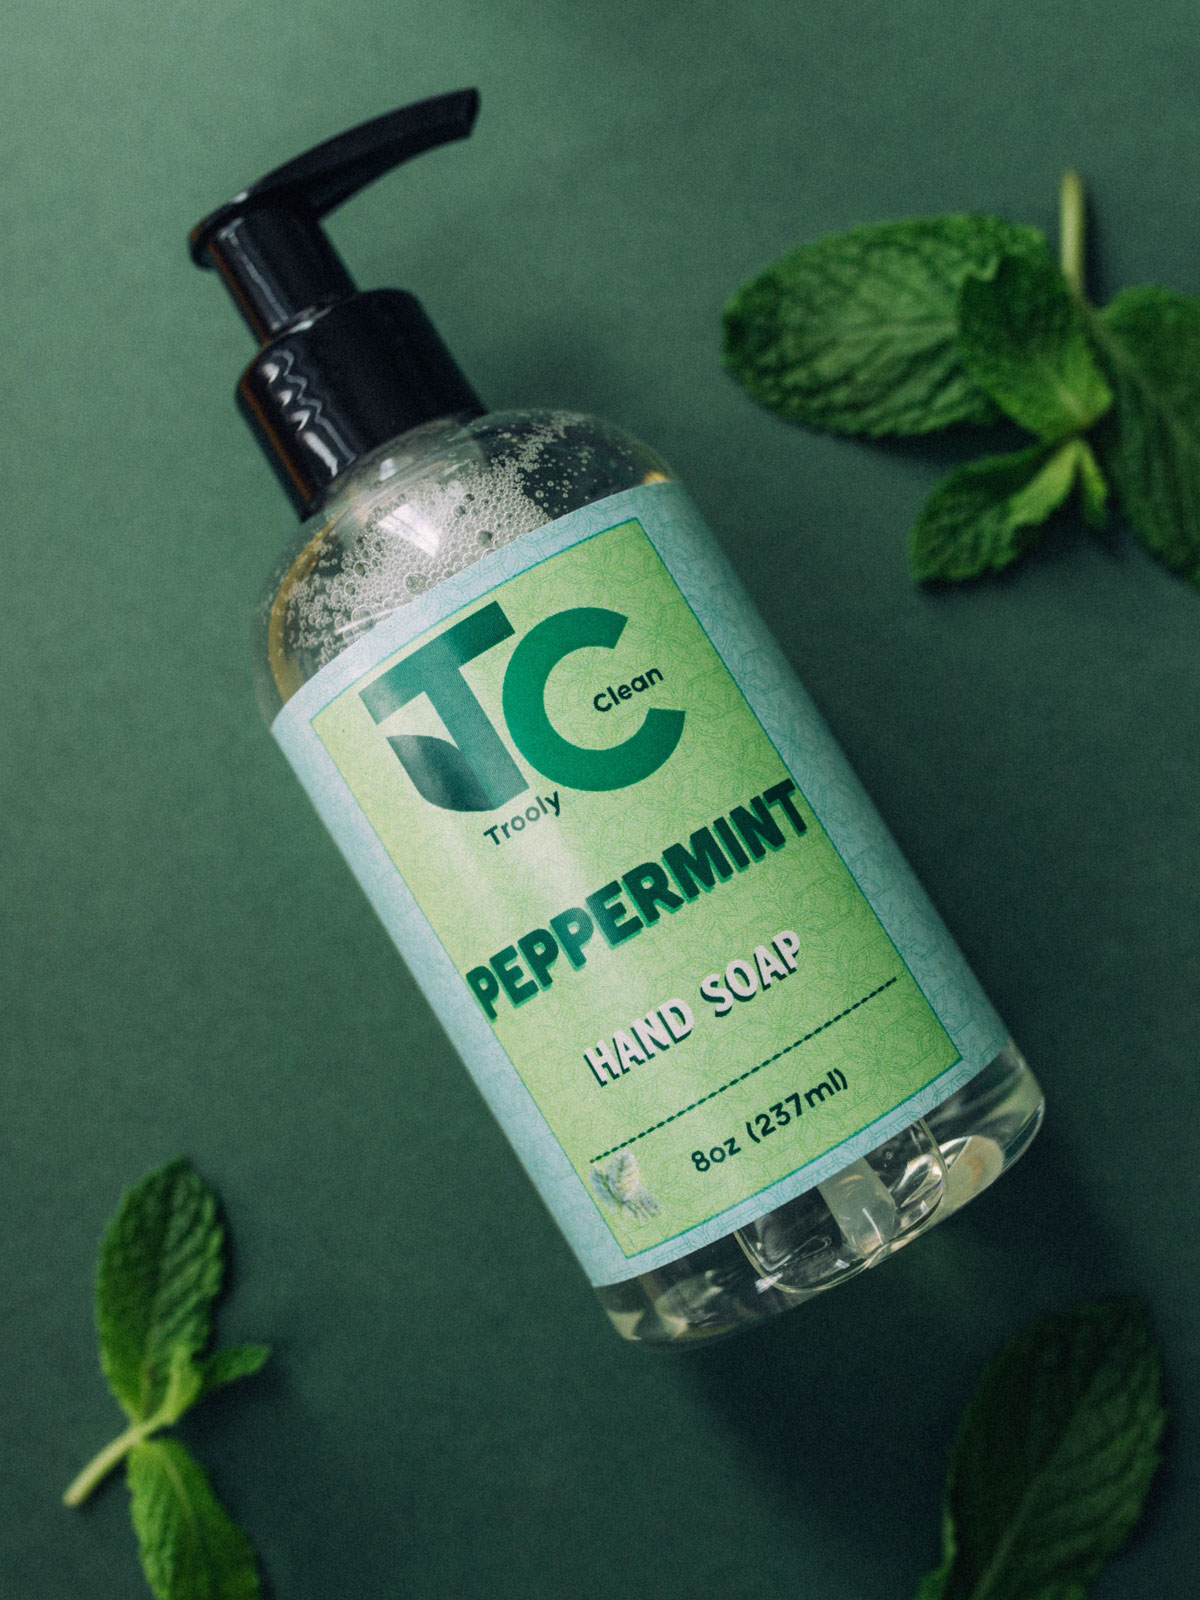 TC
Clean
Trooly
PEPPERMINT
HAND SOAP
8oz (237ml)